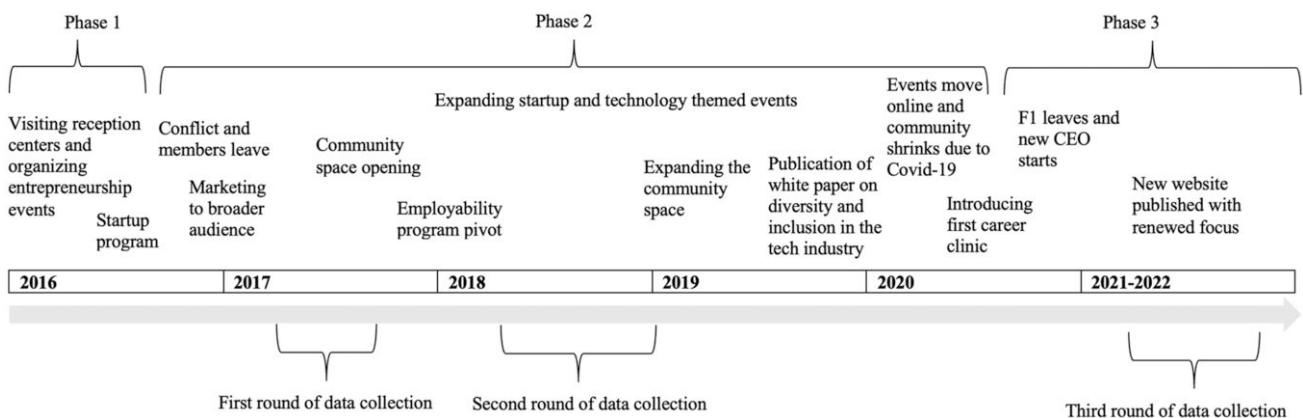 Phase 1
Phase 2
Phase 3
Visiting reception
centers and
organizing
entrepreneurship
events
Startup
program
Conflict and
members leave
Marketing
to broader
audience
Expanding startup and technology themed events
Community
space opening
Employability
program pivot
Expanding the
community
space
Publication of
white paper on
diversity and
inclusion in the
tech industry
Events move
online and
community
shrinks due to
Covid-19
Introducing
first career
clinic
F1 leaves and
new CEO
starts
New website
published with
renewed focus
2016
2017
2018
2019
2020
2021-2022
First round of data collection
Second round of data collection
Third round of data collection